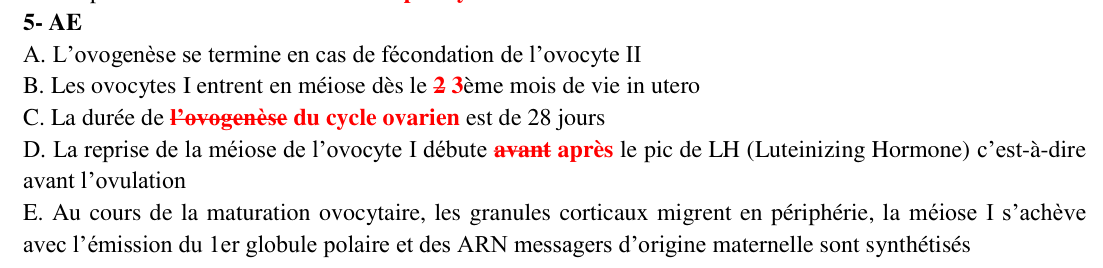 5- AE
A. L'ovogenèse se termine en cas de fécondation de l'ovocyte II
B. Les ovocytes I entrent en méiose dès le 2 3ème mois de vie in utero
C. La durée de l'ovogenèse du cycle ovarien est de 28 jours
D. La reprise de la méiose de l'ovocyte I débute avant après le pic de LH (Luteinizing Hormone) c'est-à-dire
avant l'ovulation
E. Au cours de la maturation ovocytaire, les granules corticaux migrent en périphérie, la méiose I s'achève
avec l'émission du 1er globule polaire et des ARN messagers d'origine maternelle sont synthétisés